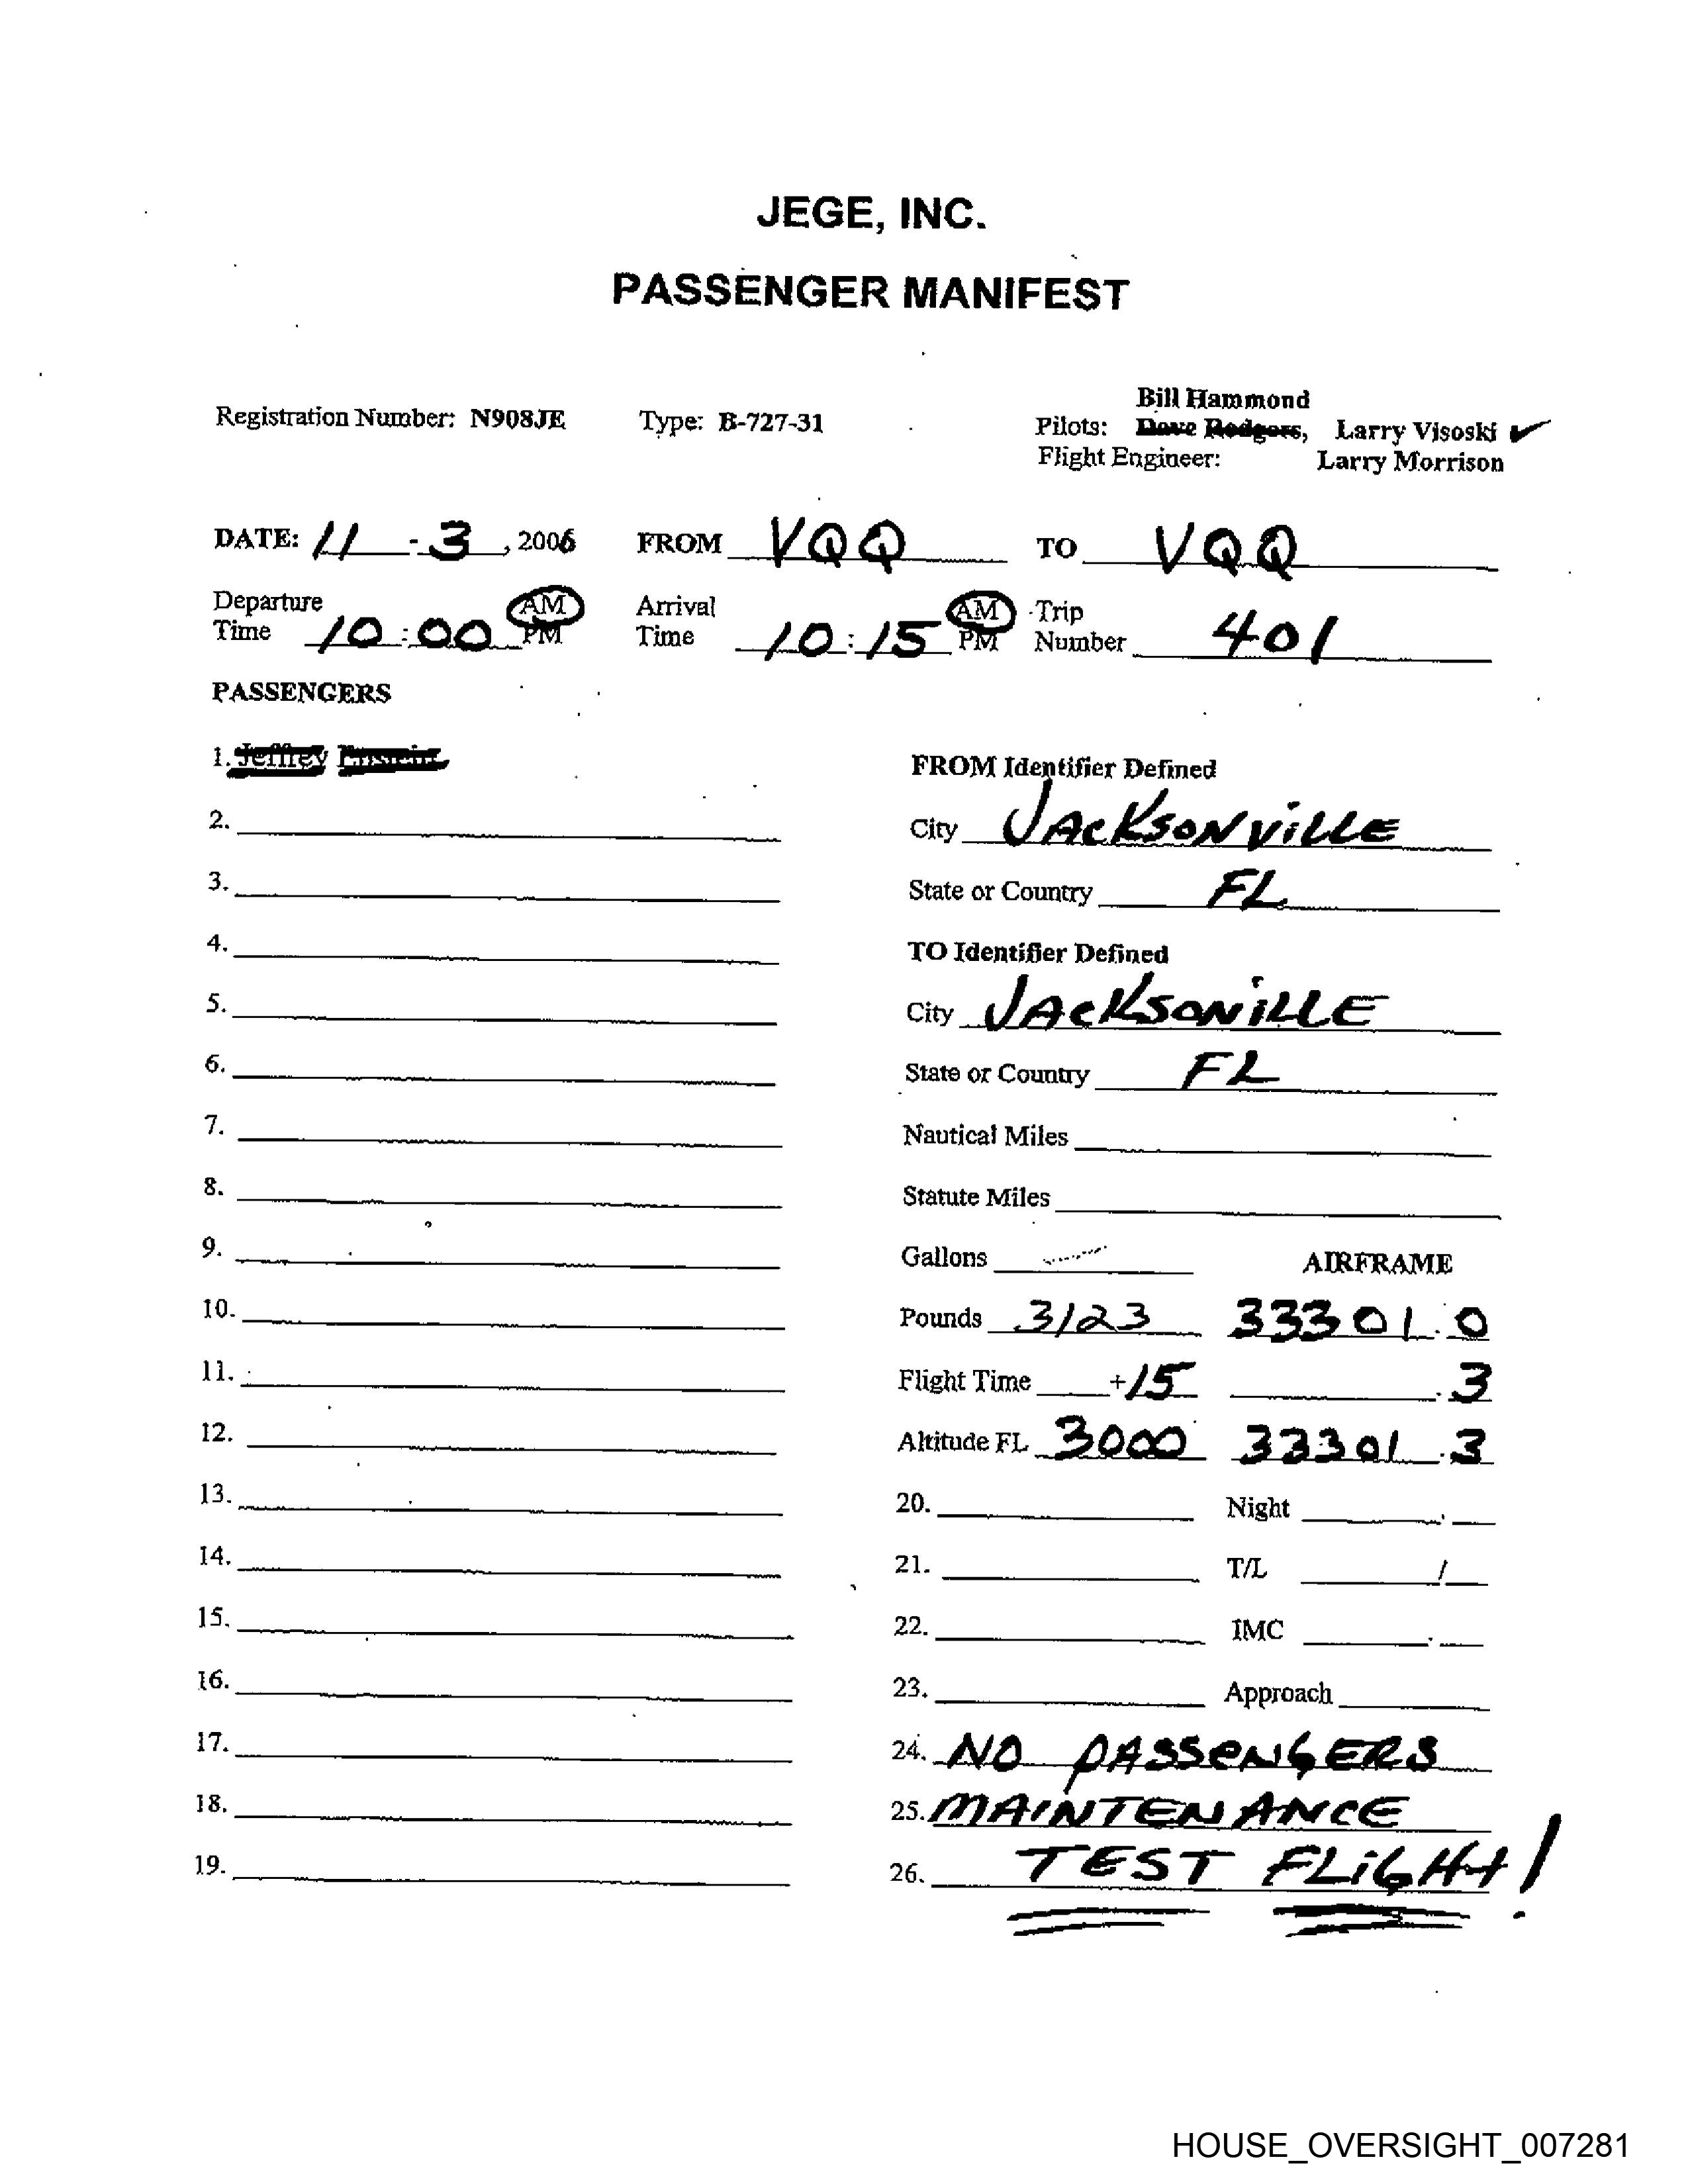 JEGE, INC.
PASSENGER MANIFEST
Bill Hammond
Registration Number: N908JE Type: B-727-31 Pilots: Dave Rodgers, Larry Visoski ✓
Flight Engineer: Larry Morrison
DATE: 11 - 3, 2006 FROM VQQ TO VQQ
Departure Time 10:00 AM PM Arrival Time 10:15 AM PM Trip Number 401
PASSENGERS
1. Jeffrey Epstein
FROM Identifier Defined
2.
City JACKSONVILLE
3.
State or Country FL
4.
TO Identifier Defined
5.
City JACKSONILLE
6.
State or Country FL
7.
Nautical Miles
8.
Statute Miles
9.
Gallons AIRFRAME
10.
Pounds 3123 33301.0
11.
Flight Time +15 .3
12.
Altitude FL 3000 33301.3
13.
20. Night .
14.
21. T/L /
15.
22. IMC .
16.
23. Approach
17.
24. NO PASSENGERS
18.
25. MAINTENANCE
19.
26. TEST FLIGHT!
HOUSE_OVERSIGHT_007281